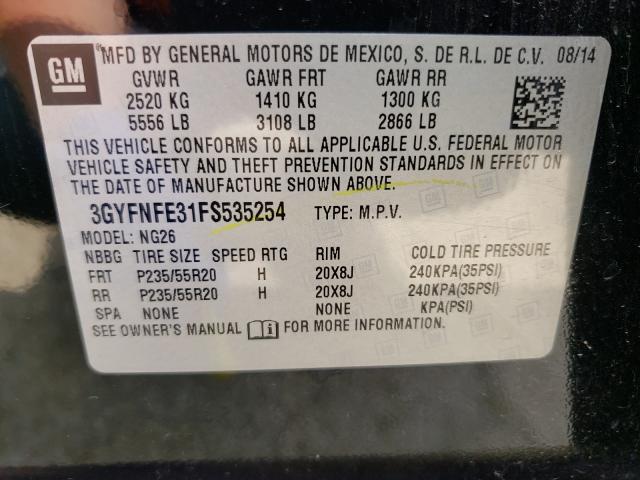 GM
®MFD BY GENERAL MOTORS DE MEXICO, S. DE R.L. DE C.V. 08/14
GVWR GAWR FRT GAWR RR
2520 KG 1410 KG 1300 KG
5556 LB 3108 LB 2866 LB
THIS VEHICLE CONFORMS TO ALL APPLICABLE U.S. FEDERAL MOTOR
VEHICLE SAFETY AND THEFT PREVENTION STANDARDS IN EFFECT ON
THE DATE OF MANUFACTURE SHOWN ABOVE.
3GYFNFE31FS535254 TYPE: M.P.V.
MODEL: NG26
NBBG TIRE SIZE SPEED RTG RIM COLD TIRE PRESSURE
FRT P235/55R20 H 20X8J 240KPA(35PSI)
RR P235/55R20 H 20X8J 240KPA(35PSI)
SPA NONE NONE KPA(PSI)
SEE OWNER'S MANUAL FOR MORE INFORMATION.